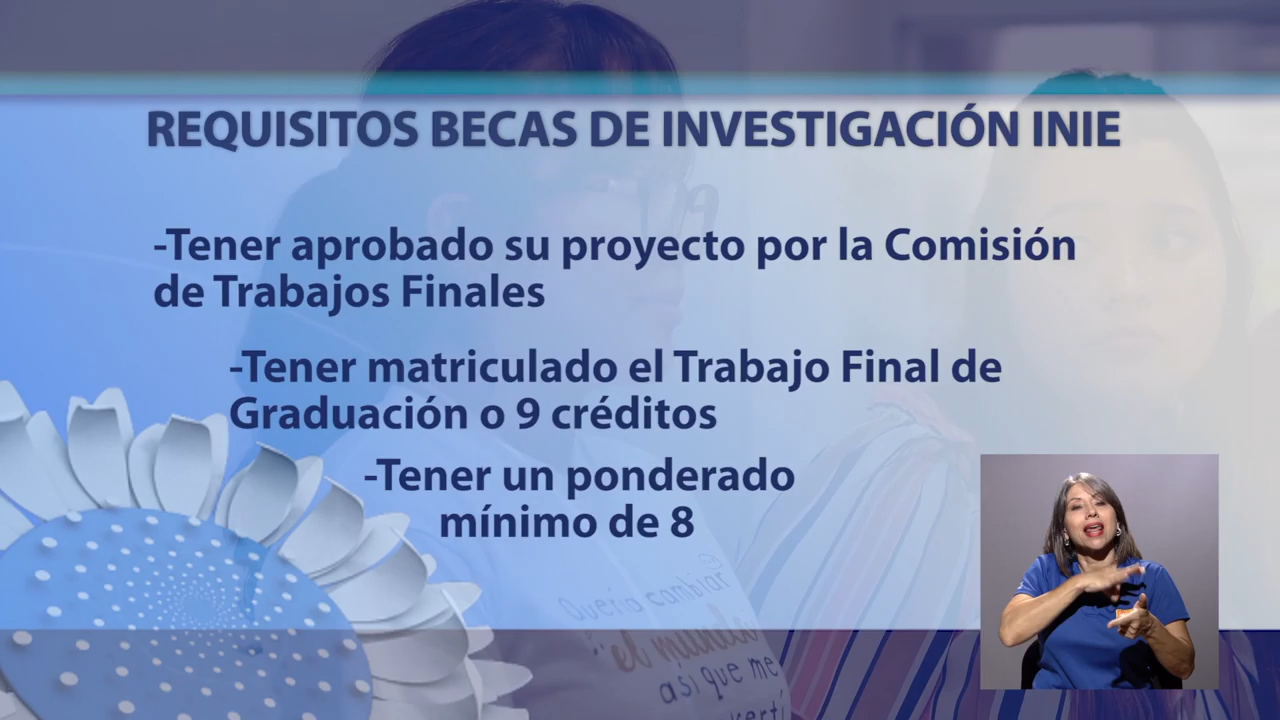 REQUISITOS BECAS DE INVESTIGACIÓN INIE
-Tener aprobado su proyecto por la Comisión
de Trabajos Finales
-Tener matriculado el Trabajo Final de
Graduación o 9 créditos
-Tener un ponderado
mínimo de 8
Quería cambiar
el mundo
así que me